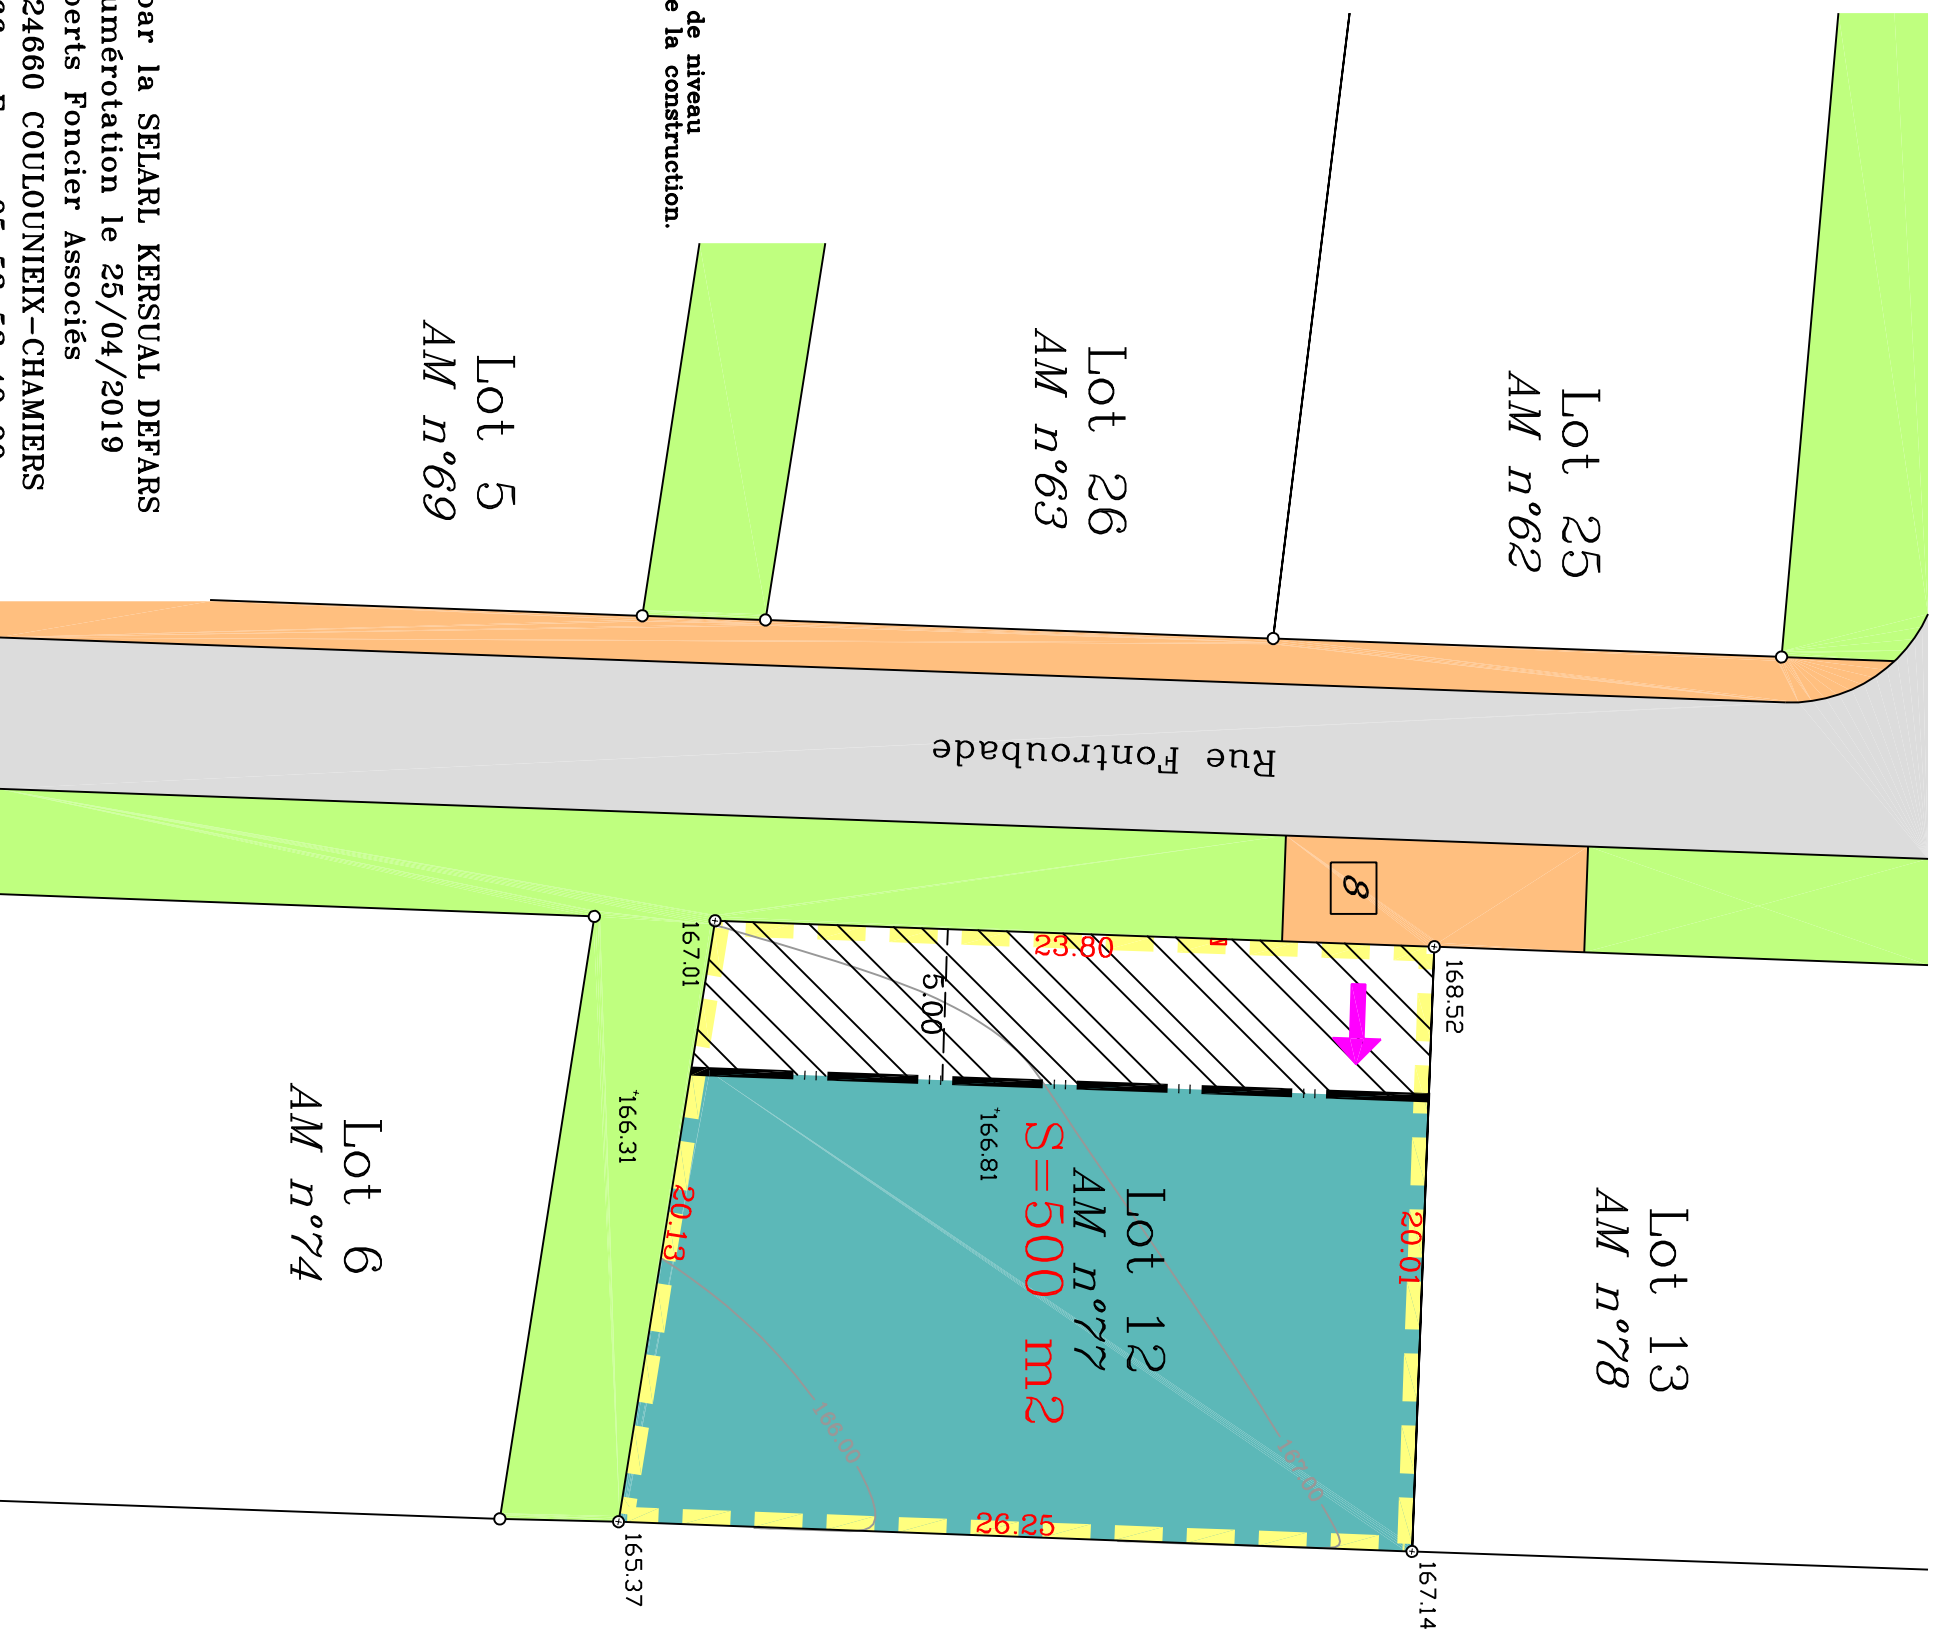 de niveau
e la construction.
par la SELARL KERSUAL DEFARS
umérotation le 25/04/2019
perts Foncier Associés
24660 COULOUNIEIX-CHAMIERS
Lot 25
AM n°62
Lot 26
AM n°63
Lot 5
AM n°69
Rue Fontroubade
8
168.52
167.01
23.80
5.00
Lot 13
AM n°78
Lot 12
AM n°77
S=500 m2
166.81
166.31
20.01
20.13
Lot 6
AM n°74
167.00
166.00
26.25
167.14
165.37